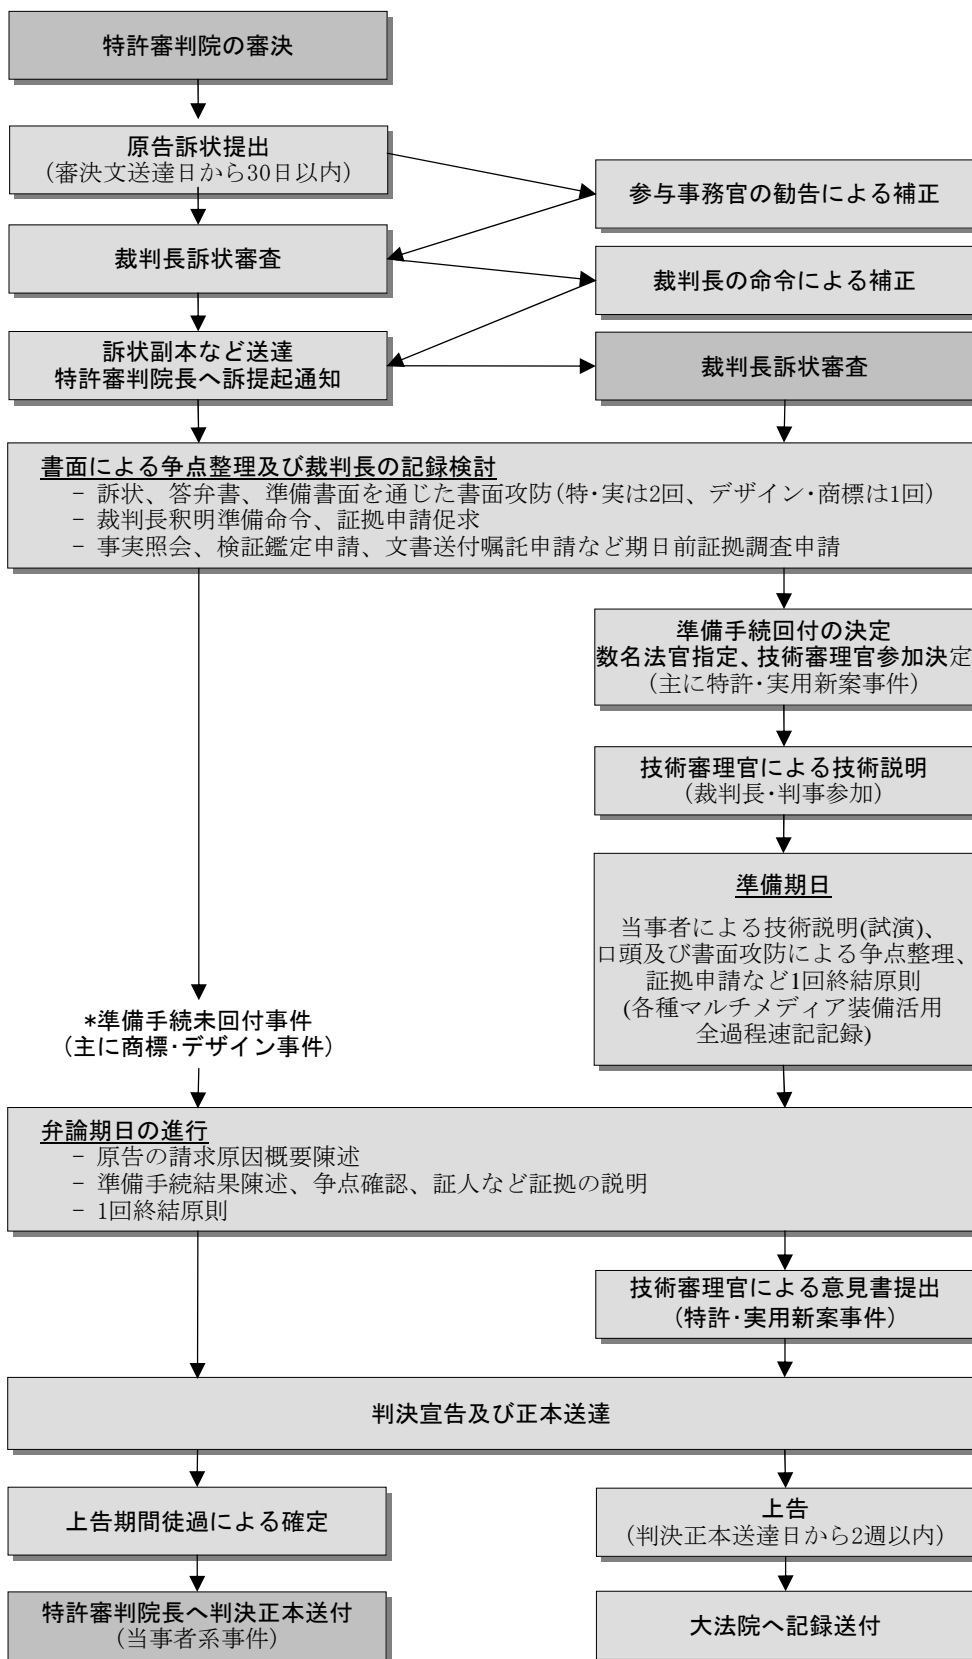 特許審判院の審決
原告訴状提出
（審決文送達日から30日以内）
参与事務官の勧告による補正
裁判長訴状審査
裁判長の命令による補正
訴状副本など送達
特許審判院長へ訴提起通知
裁判長訴状審査
書面による争点整理及び裁判長の記録検討
− 訴状、答弁書、準備書面を通じた書面攻防（特・実は2回、デザイン・商標は1回）
− 裁判長釈明準備命令、証拠申請促求
− 事実照会、検証鑑定申請、文書送付嘱託申請など期日前証拠調査申請
準備手続回付の決定
数名法官指定、技術審理官参加決定
（主に特許・実用新案事件）
技術審理官による技術説明
（裁判長・判事参加）
準備期日
当事者による技術説明(試演)、
口頭及び書面攻防による争点整理、
証拠申請など1回終結原則
(各種マルチメディア装備活用
全過程速記記録)
*準備手続未回付事件
（主に商標・デザイン事件）
弁論期日の進行
− 原告の請求原因概要陳述
− 準備手続結果陳述、争点確認、証人など証拠の説明
− 1回終結原則
技術審理官による意見書提出
（特許・実用新案事件）
判決宣告及び正本送達
上告期間徒過による確定
上告
（判決正本送達日から2週以内）
特許審判院長へ判決正本送付
（当事者系事件）
大法院へ記録送付